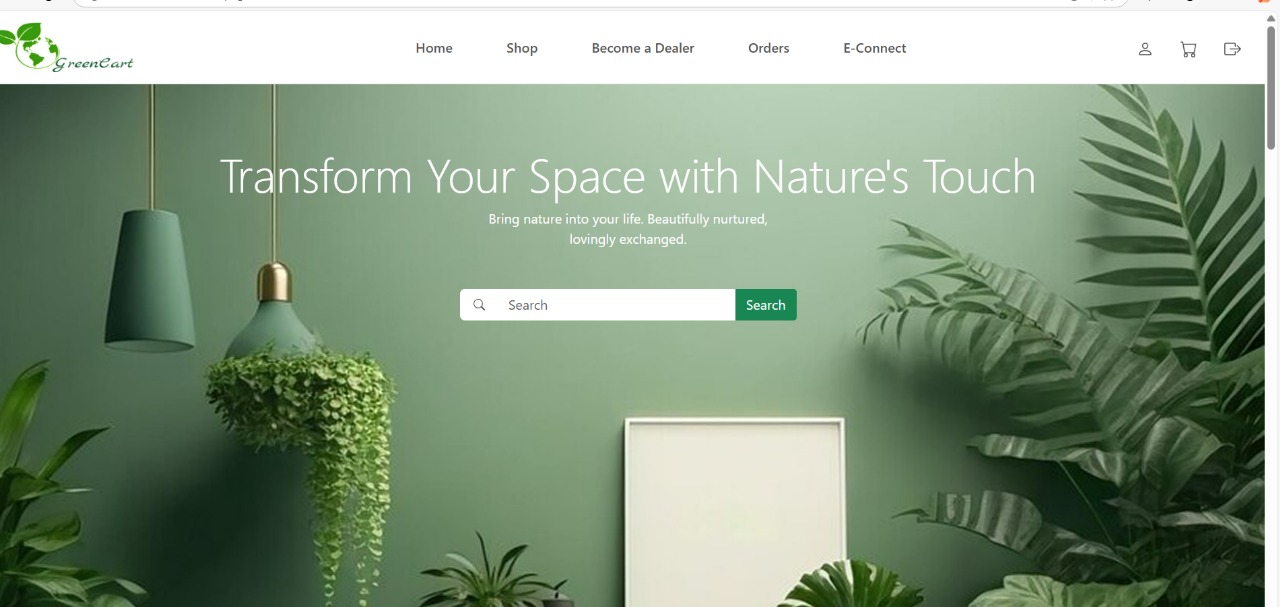 GreenCart
Home Shop Become a Dealer Orders E-Connect
Transform Your Space with Nature's Touch
Bring nature into your life. Beautifully nurtured,
lovingly exchanged.
Search Search